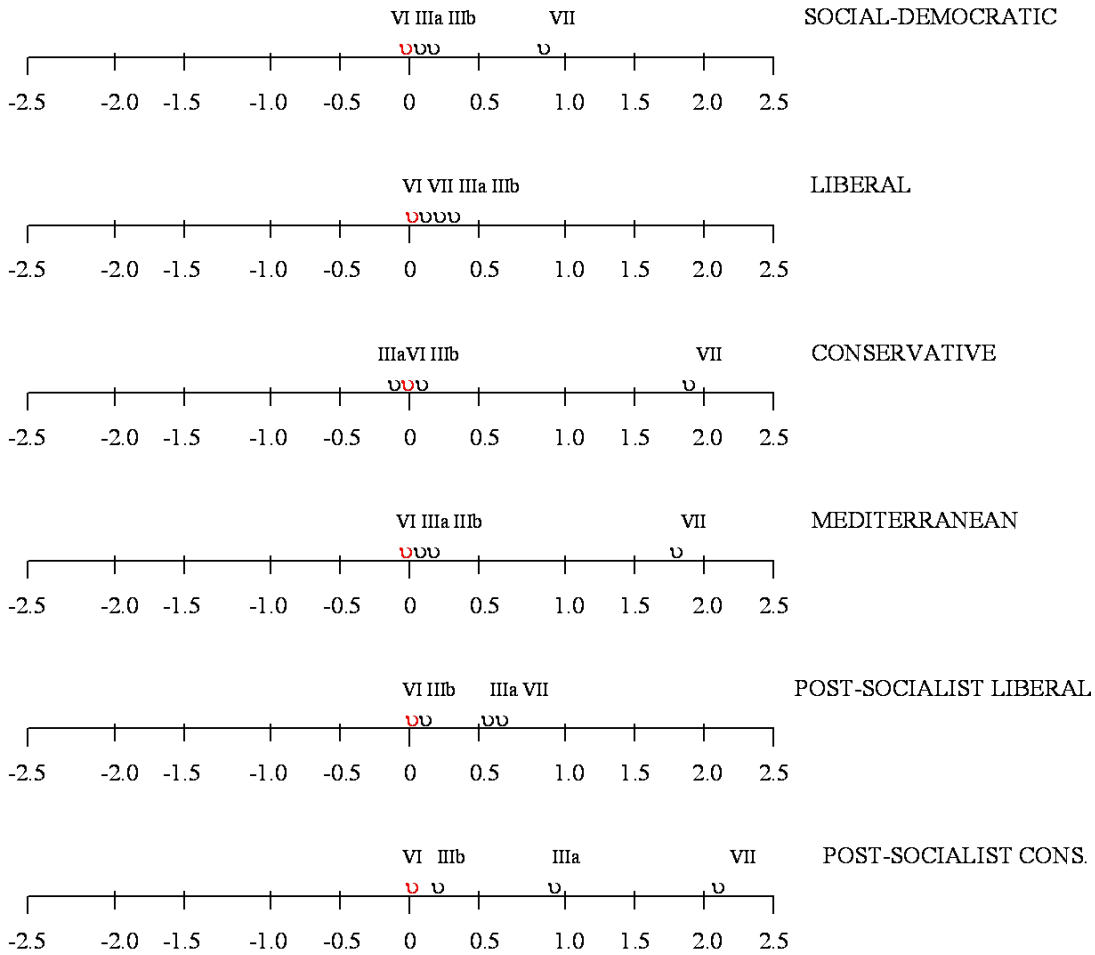 VI IIIa IIIb VII SOCIAL-DEMOCRATIC
υ υ υ υ
-2.5 -2.0 -1.5 -1.0 -0.5 0 0.5 1.0 1.5 2.0 2.5
VI VII IIIa IIIb LIBERAL
υ υ υ υ
-2.5 -2.0 -1.5 -1.0 -0.5 0 0.5 1.0 1.5 2.0 2.5
IIIaVI IIIb VII CONSERVATIVE
υ υ υ υ
-2.5 -2.0 -1.5 -1.0 -0.5 0 0.5 1.0 1.5 2.0 2.5
VI IIIa IIIb VII MEDITERRANEAN
υ υ υ υ
-2.5 -2.0 -1.5 -1.0 -0.5 0 0.5 1.0 1.5 2.0 2.5
VI IIIb IIIa VII POST-SOCIALIST LIBERAL
υ υ υ υ
-2.5 -2.0 -1.5 -1.0 -0.5 0 0.5 1.0 1.5 2.0 2.5
VI IIIb IIIa VII POST-SOCIALIST CONS.
υ υ υ υ
-2.5 -2.0 -1.5 -1.0 -0.5 0 0.5 1.0 1.5 2.0 2.5